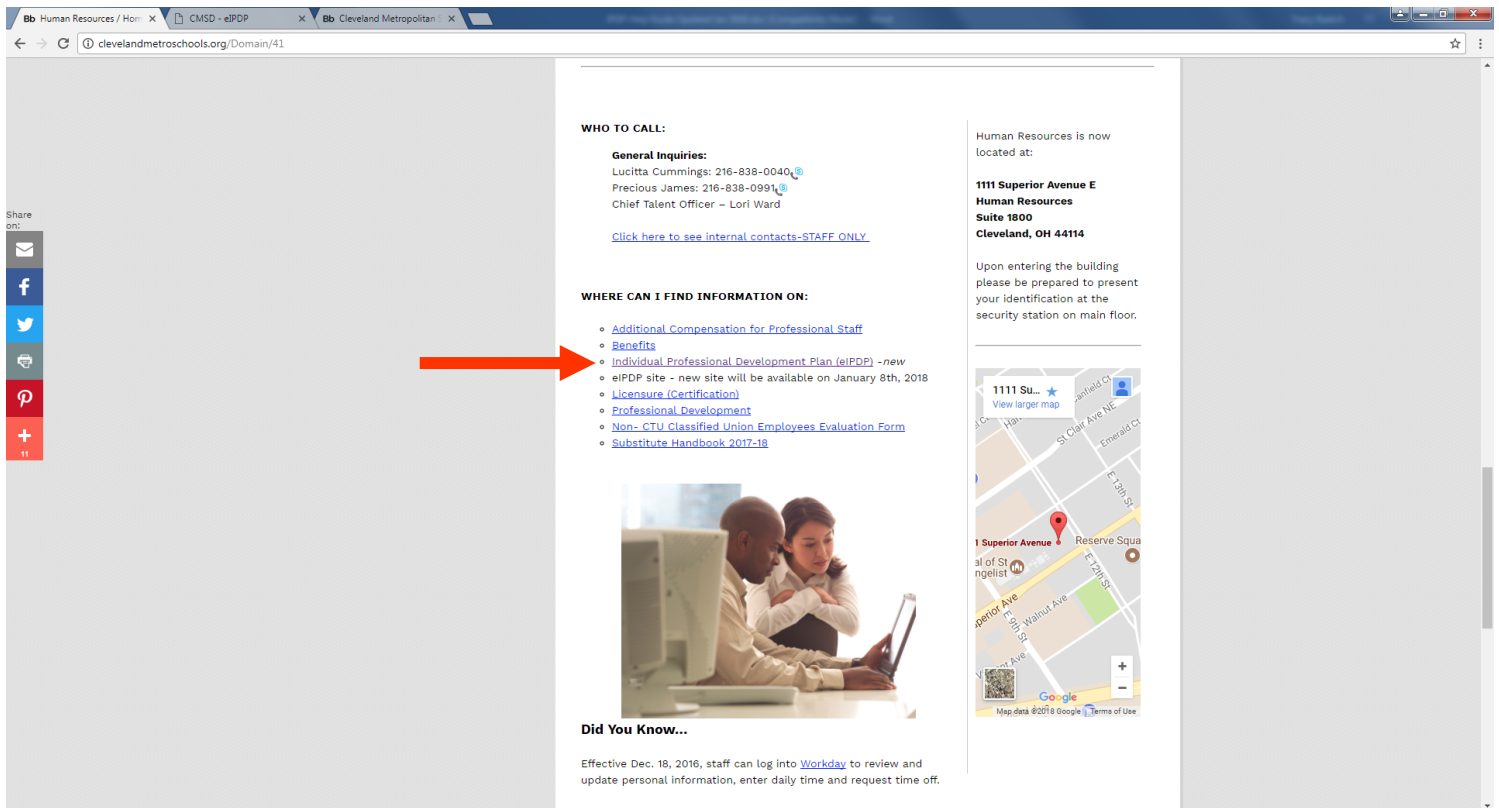 Bb Human Resources / Hom
CMSD - eIPDP
Bb Cleveland Metropolitan S
clevelandmetroschools.org/Domain/41
Share
on:
11
WHO TO CALL:
General Inquiries:
Lucitta Cummings: 216-838-0040
Precious James: 216-838-0991
Chief Talent Officer – Lori Ward
Click here to see internal contacts-STAFF ONLY
WHERE CAN I FIND INFORMATION ON:
Additional Compensation for Professional Staff
Benefits
Individual Professional Development Plan (eIPDP) -new
eIPDP site - new site will be available on January 8th, 2018
Licensure (Certification)
Professional Development
Non- CTU Classified Union Employees Evaluation Form
Substitute Handbook 2017-18
Did You Know...
Effective Dec. 18, 2016, staff can log into Workday to review and
update personal information, enter daily time and request time off.
Human Resources is now
located at:
1111 Superior Avenue E
Human Resources
Suite 1800
Cleveland, OH 44114
Upon entering the building
please be prepared to present
your identification at the
security station on main floor.
1111 Su...
View larger map
anfield Ct
St Clair Ave NE
Emerald Ct
E 13th St
1 Superior Avenue
Reserve Squa
al of St
ngelist
E 12th St
perior Ave
E 9th St
Walnut Ave
Google
Map data ©2018 Google
Terms of Use